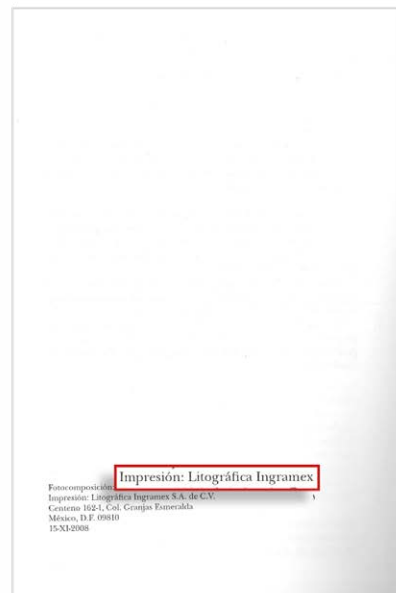 Impresión: Litográfica Ingramex
Fotocomposición:
Impresión: Litográfica Ingramex S.A. de C.V.
Centeno 162-1, Col. Granjas Esmeralda
México, D.F. 09810
15-XI-2008